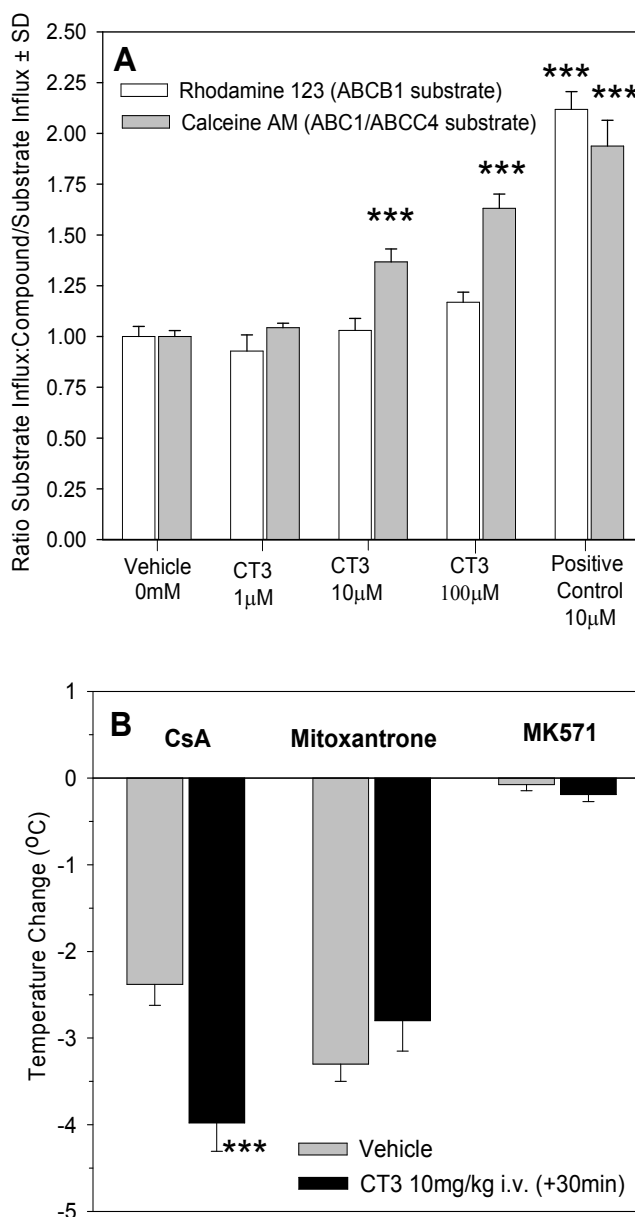 Ratio Substrate Influx:Compound/Substrate Influx ± SD
2.50
2.25
2.00
1.75
1.50
1.25
1.00
0.75
0.50
0.25
0.00
A
Rhodamine 123 (ABCB1 substrate)
Calceine AM (ABC1/ABCC4 substrate)
***
***
***
***
Vehicle
0mM
CT3
1μM
CT3
10μM
CT3
100μM
Positive
Control
10μM
Temperature Change (⁰C)
1
0
-1
-2
-3
-4
-5
B
CsA
Mitoxantrone
MK571
***
Vehicle
CT3 10mg/kg i.v. (+30min)